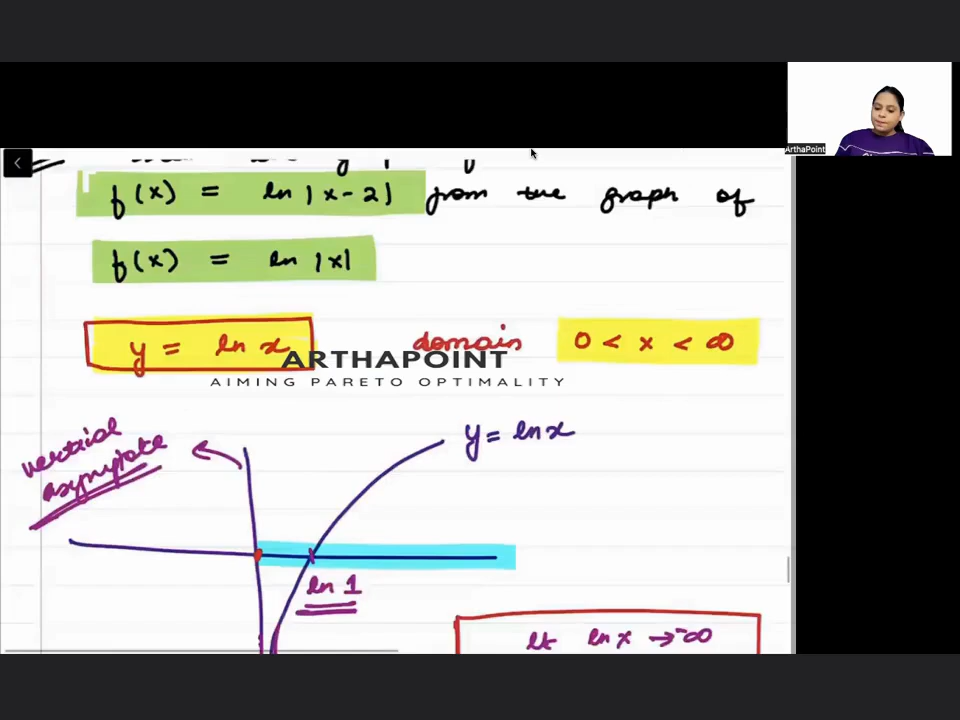 f(x) = ln |x-2| from the graph of
f(x) = ln |x|
y = ln x domain 0 < x < ∞
ARTHAPOINT
AIMING PARETO OPTIMALITY
y = ln x
vertical
asymptote
ln 1
lt ln x → -∞
ArthaPoint